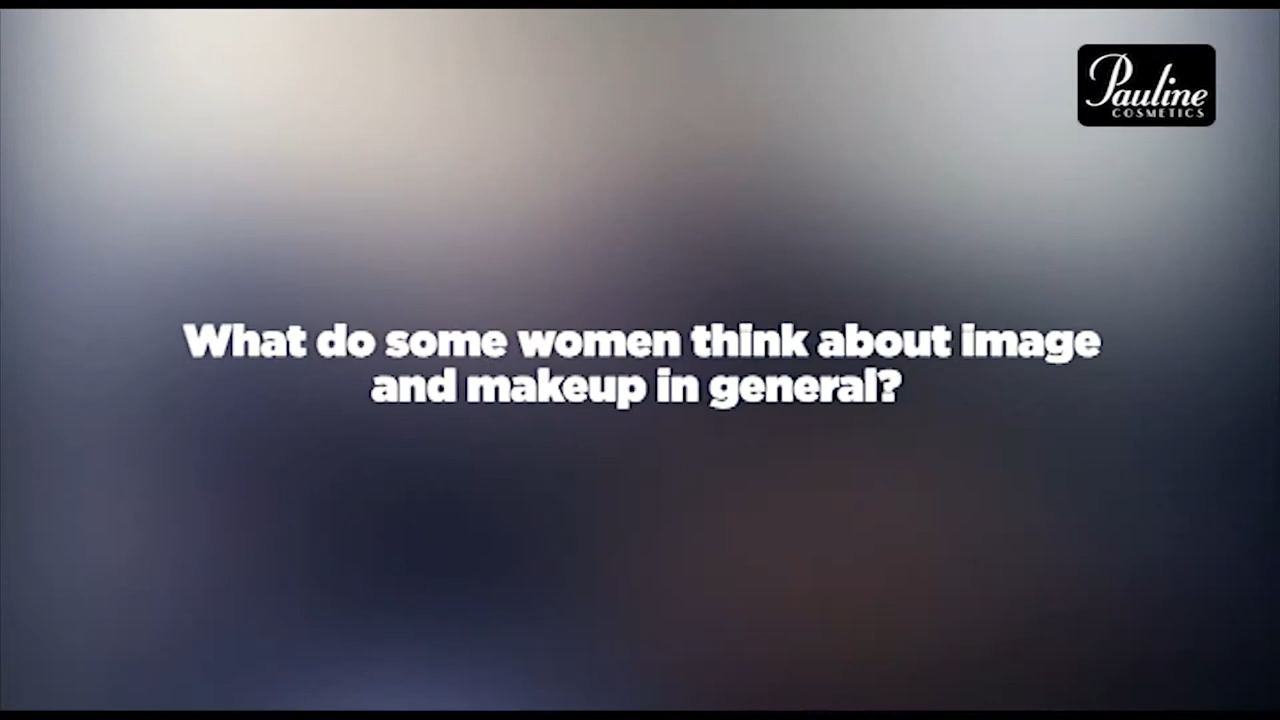 Pauline
COSMETICS
What do some women think about image
and makeup in general?